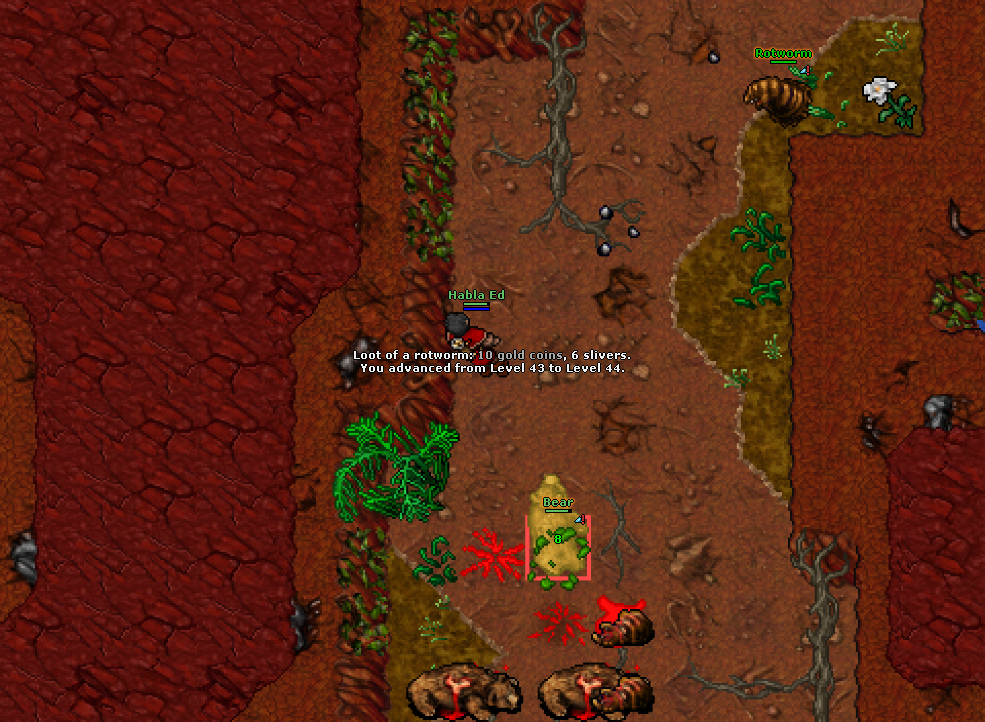 Rotworm
Habla Ed
Loot of a rotworm: 10 gold coins, 6 slivers.
You advanced from Level 43 to Level 44.
Bear
8